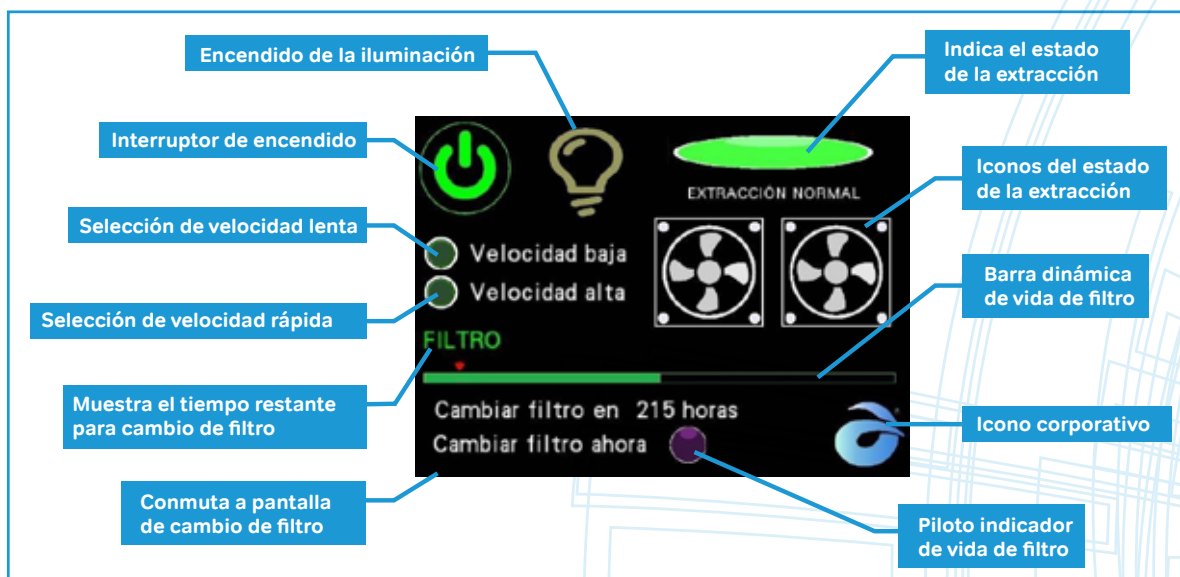 Encendido de la iluminación
Indica el estado
de la extracción
Interruptor de encendido
Iconos del estado
de la extracción
EXTRACCIÓN NORMAL
Selección de velocidad lenta
Velocidad baja
Velocidad alta
Barra dinámica
de vida de filtro
Selección de velocidad rápida
FILTRO
Muestra el tiempo restante
para cambio de filtro
Cambiar filtro en 215 horas
Cambiar filtro ahora
Icono corporativo
Conmuta a pantalla
de cambio de filtro
Piloto indicador
de vida de filtro